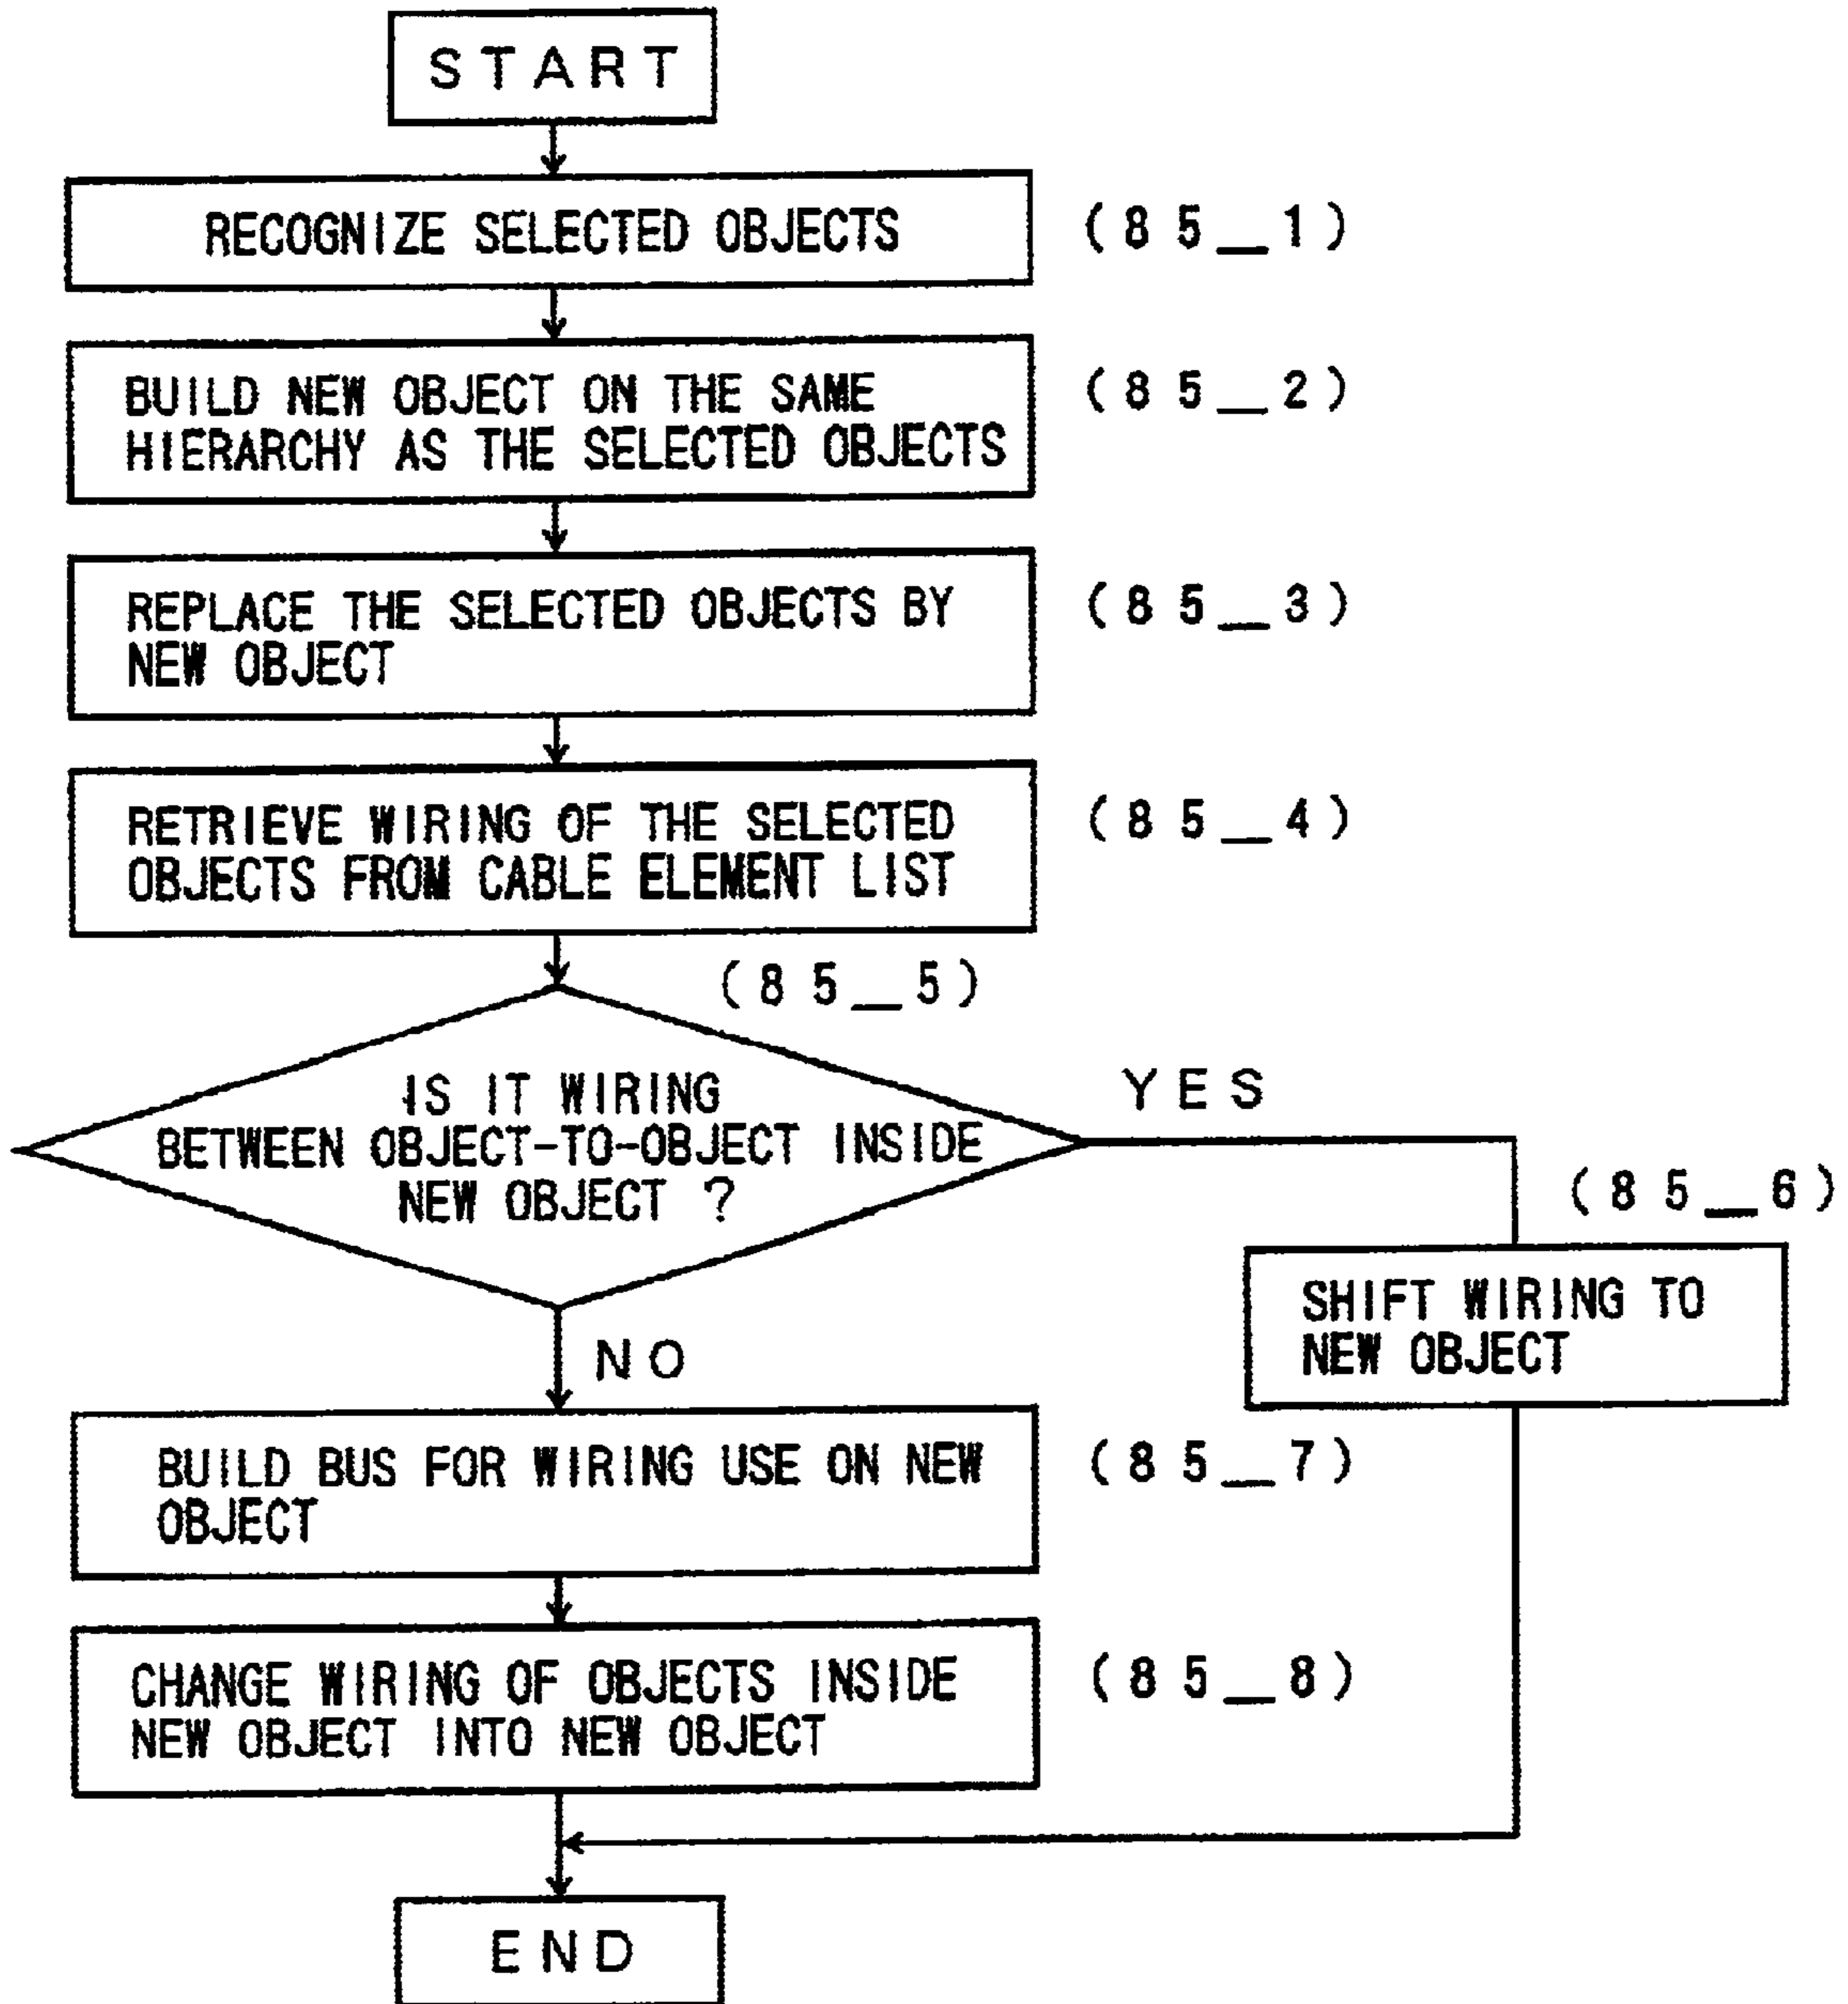 START
RECOGNIZE SELECTED OBJECTS
(85_1)
BUILD NEW OBJECT ON THE SAME
HIERARCHY AS THE SELECTED OBJECTS
(85_2)
REPLACE THE SELECTED OBJECTS BY
NEW OBJECT
(85_3)
RETRIEVE WIRING OF THE SELECTED
OBJECTS FROM CABLE ELEMENT LIST
(85_4)
(85_5)
IS IT WIRING
BETWEEN OBJECT-TO-OBJECT INSIDE
NEW OBJECT ?
YES
(85_6)
SHIFT WIRING TO
NEW OBJECT
NO
BUILD BUS FOR WIRING USE ON NEW
OBJECT
(85_7)
CHANGE WIRING OF OBJECTS INSIDE
NEW OBJECT INTO NEW OBJECT
(85_8)
END